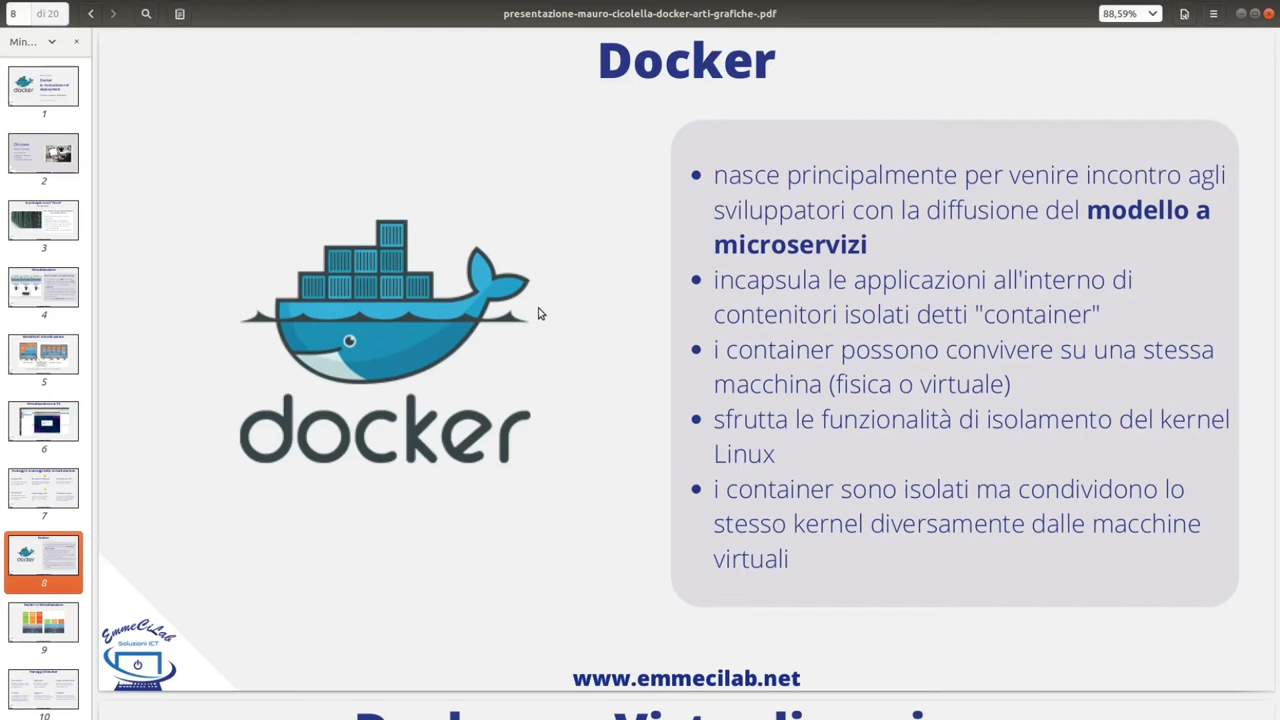 8
di 20
presentazione-mauro-cicolella-docker-arti-grafiche-.pdf
88,59%
Min...
1
2
3
4
5
6
7
8
9
10
Docker
nasce principalmente per venire incontro agli
sviluppatori con la diffusione del modello a
microservizi
incapsula le applicazioni all'interno di
contenitori isolati detti "container"
i container possono convivere su una stessa
macchina (fisica o virtuale)
sfrutta le funzionalità di isolamento del kernel
Linux
i container sono isolati ma condividono lo
stesso kernel diversamente dalle macchine
virtuali
docker
EmmeCiLab
Soluzioni ICT
www.emmecilab.net